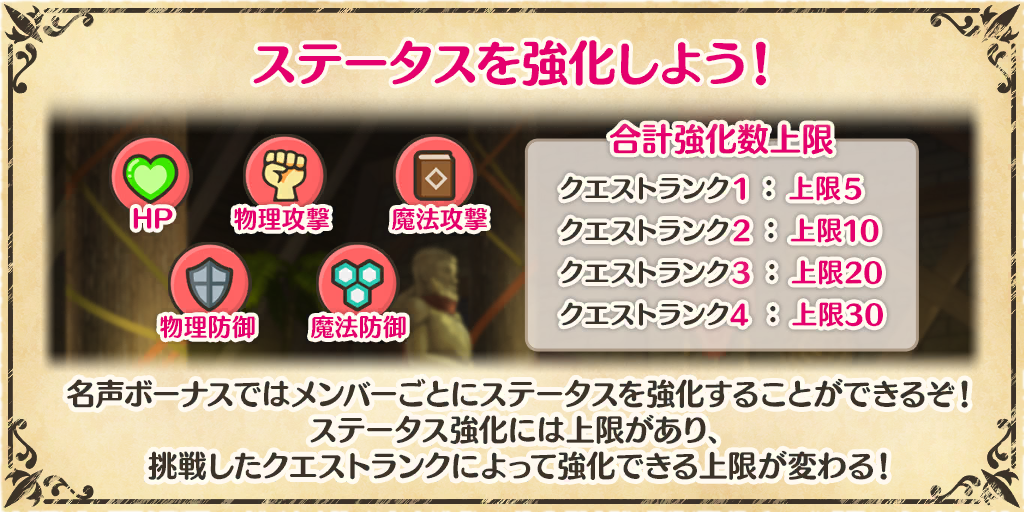 ステータスを強化しよう！
HP
物理攻撃
魔法攻撃
物理防御
魔法防御
合計強化数上限
クエストランク1：上限5
クエストランク2：上限10
クエストランク3：上限20
クエストランク4：上限30
名声ボーナスではメンバーごとにステータスを強化することができるぞ！
ステータス強化には上限があり、
挑戦したクエストランクによって強化できる上限が変わる！